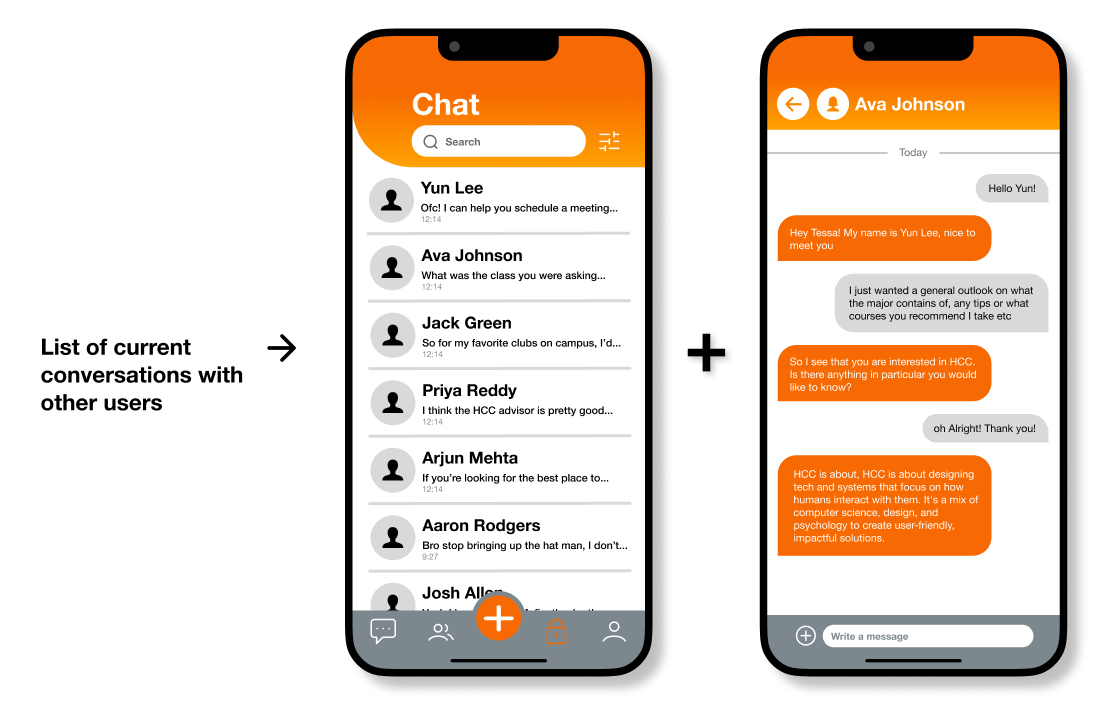 List of current
conversations with
other users
Chat
Search
Yun Lee
Ofc! I can help you schedule a meeting...
12:14
Ava Johnson
What was the class you were asking...
12:14
Jack Green
So for my favorite clubs on campus, I'd...
12:14
Priya Reddy
I think the HCC advisor is pretty good...
12:14
Arjun Mehta
If you're looking for the best place to...
12:14
Aaron Rodgers
Bro stop bringing up the hat man, I don't...
9:27
Josh Allen
Ava Johnson
Today
Hello Yun!
Hey Tessa! My name is Yun Lee, nice to
meet you
I just wanted a general outlook on what
the major contains of, any tips or what
courses you recommend I take etc
So I see that you are interested in HCC.
Is there anything in particular you would
like to know?
oh Alright! Thank you!
HCC is about, HCC is about designing
tech and systems that focus on how
humans interact with them. It's a mix of
computer science, design, and
psychology to create user-friendly,
impactful solutions.
Write a message